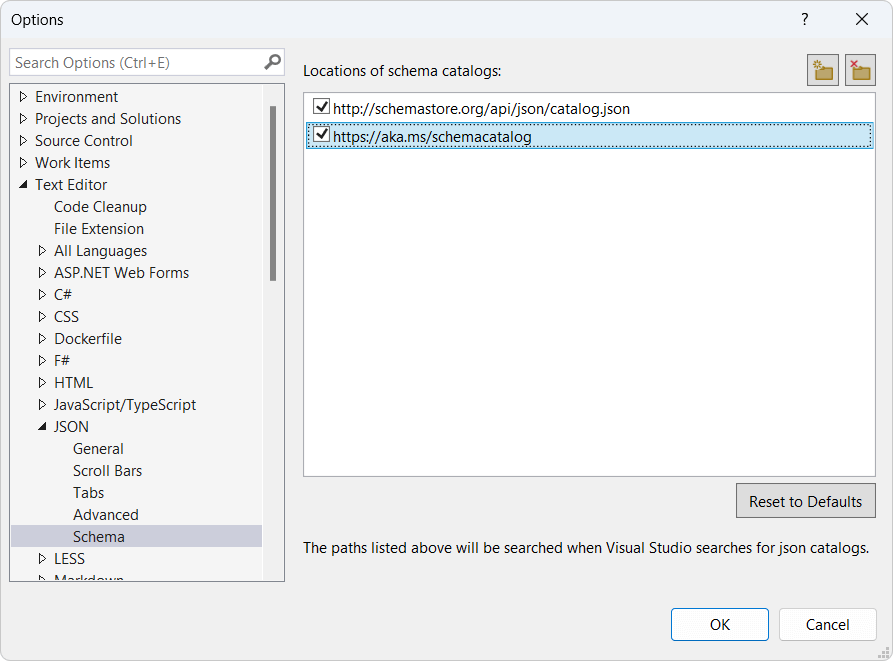 Options
?
Search Options (Ctrl+E)
Environment
Projects and Solutions
Source Control
Work Items
Text Editor
Code Cleanup
File Extension
All Languages
ASP.NET Web Forms
C#
CSS
Dockerfile
F#
HTML
JavaScript/TypeScript
JSON
General
Scroll Bars
Tabs
Advanced
Schema
LESS
Markdown
Locations of schema catalogs:
http://schemastore.org/api/json/catalog.json
https://aka.ms/schemacatalog
Reset to Defaults
The paths listed above will be searched when Visual Studio searches for json catalogs.
OK
Cancel